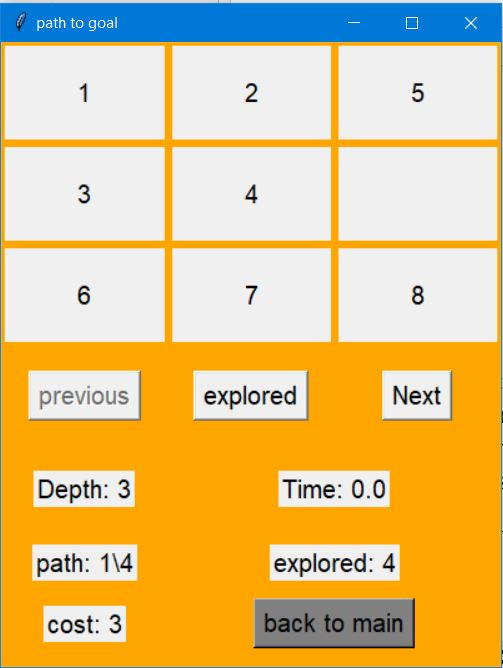 path to goal
1 2 5
3 4
6 7 8
previous explored Next
Depth: 3 Time: 0.0
path: 1\4 explored: 4
cost: 3 back to main